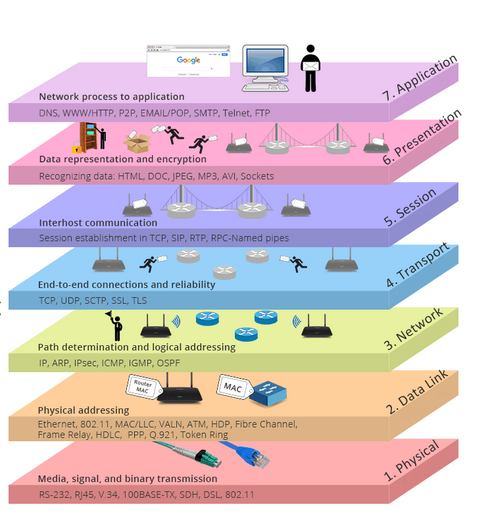 Google
7. Application
Network process to application
DNS, WWW/HTTP, P2P, EMAIL/POP, SMTP, Telnet, FTP
6. Presentation
Data representation and encryption
Recognizing data: HTML, DOC, JPEG, MP3, AVI, Sockets
5. Session
Interhost communication
Session establishment in TCP, SIP, RTP, RPC-Named pipes
4. Transport
End-to-end connections and reliability
TCP, UDP, SCTP, SSL, TLS
3. Network
Path determination and logical addressing
IP, ARP, IPsec, ICMP, IGMP, OSPF
Router
MAC
MAC
2. Data Link
Physical addressing
Ethernet, 802.11, MAC/LLC, VALN, ATM, HDP, Fibre Channel,
Frame Relay, HDLC, PPP, Q.921, Token Ring
1. Physical
Media, signal, and binary transmission
RS-232, RJ45, V.34, 100BASE-TX, SDH, DSL, 802.11